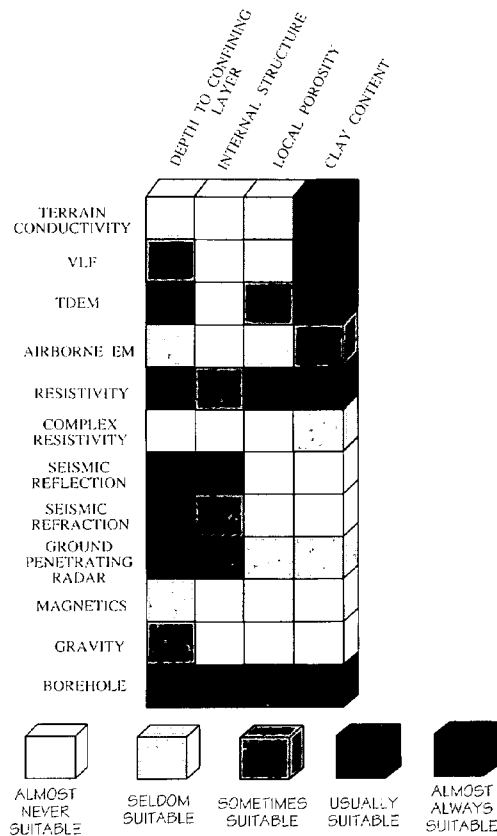 DEPTH TO CONFINING
LAYER
INTERNAL STRUCTURE
LOCAL POROSITY
CLAY CONTENT
TERRAIN
CONDUCTIVITY
VLF
TDEM
AIRBORNE EM
RESISTIVITY
COMPLEX
RESISTIVITY
SEISMIC
REFLECTION
SEISMIC
REFRACTION
GROUND
PENETRATING
RADAR
MAGNETICS
GRAVITY
BOREHOLE
ALMOST
NEVER
SUITABLE
SELDOM
SUITABLE
SOMETIMES
SUITABLE
USUALLY
SUITABLE
ALMOST
ALWAYS
SUITABLE